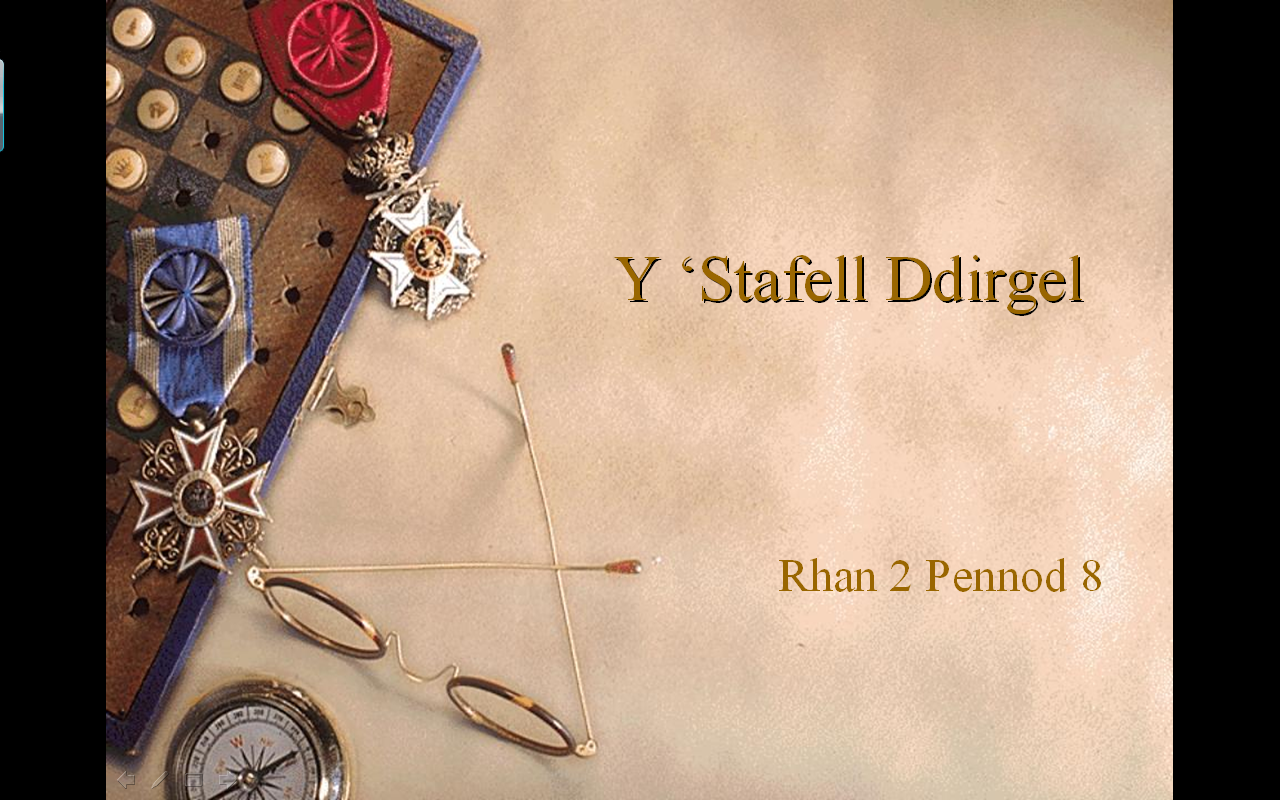 Y ‘Stafell Ddirgel
Rhan 2 Pennod 8